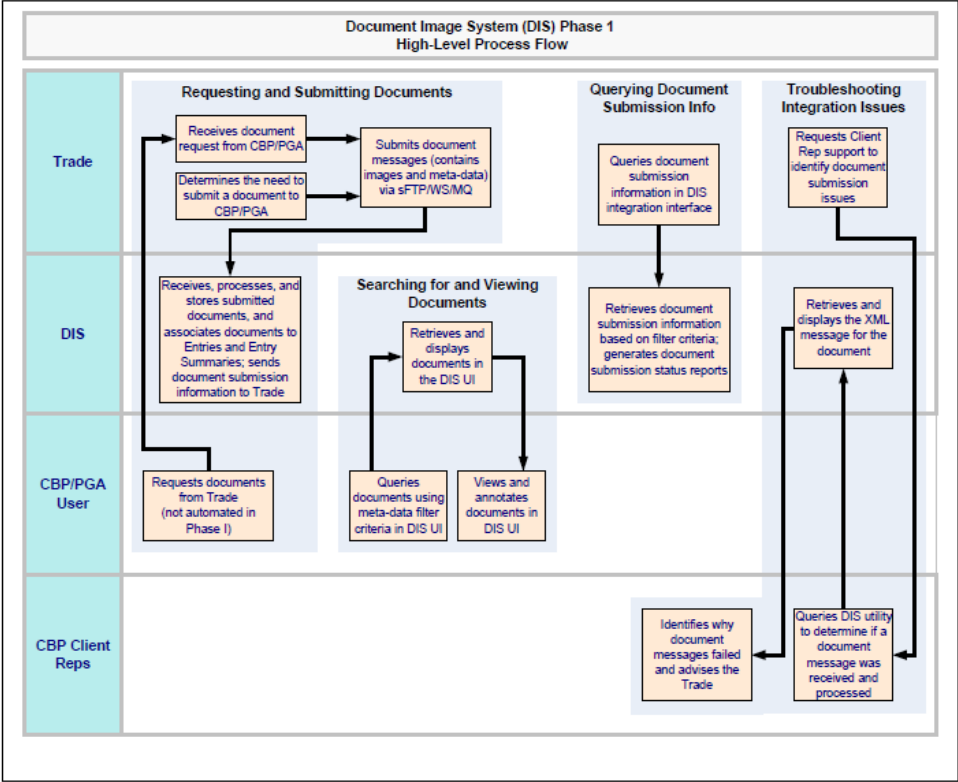 Document Image System (DIS) Phase 1
High-Level Process Flow
Trade
Requesting and Submitting Documents
Receives document
request from CBP/PGA
Determines the need to
submit a document to
CBP/PGA
Submits document
messages (contains
images and meta-data)
via sFTP/WS/MQ
Querying Document
Submission Info
Queries document
submission
information in DIS
integration interface
Troubleshooting
Integration Issues
Requests Client
Rep support to
identify document
submission
issues
DIS
Receives, processes, and
stores submitted
documents, and
associates documents to
Entries and Entry
Summaries; sends
document submission
information to Trade
Searching for and Viewing
Documents
Retrieves and
displays
documents in
the DIS UI
Retrieves document
submission information
based on filter criteria;
generates document
submission status reports
Retrieves and
displays the XML
message for the
document
CBP/PGA
User
Requests documents
from Trade
(not automated in
Phase I)
Queries
documents using
meta-data filter
criteria in DIS UI
Views and
annotates
documents in
DIS UI
CBP Client
Reps
Identifies why
document
messages failed
and advises the
Trade
Queries DIS utility
to determine if a
document
message was
received and
processed